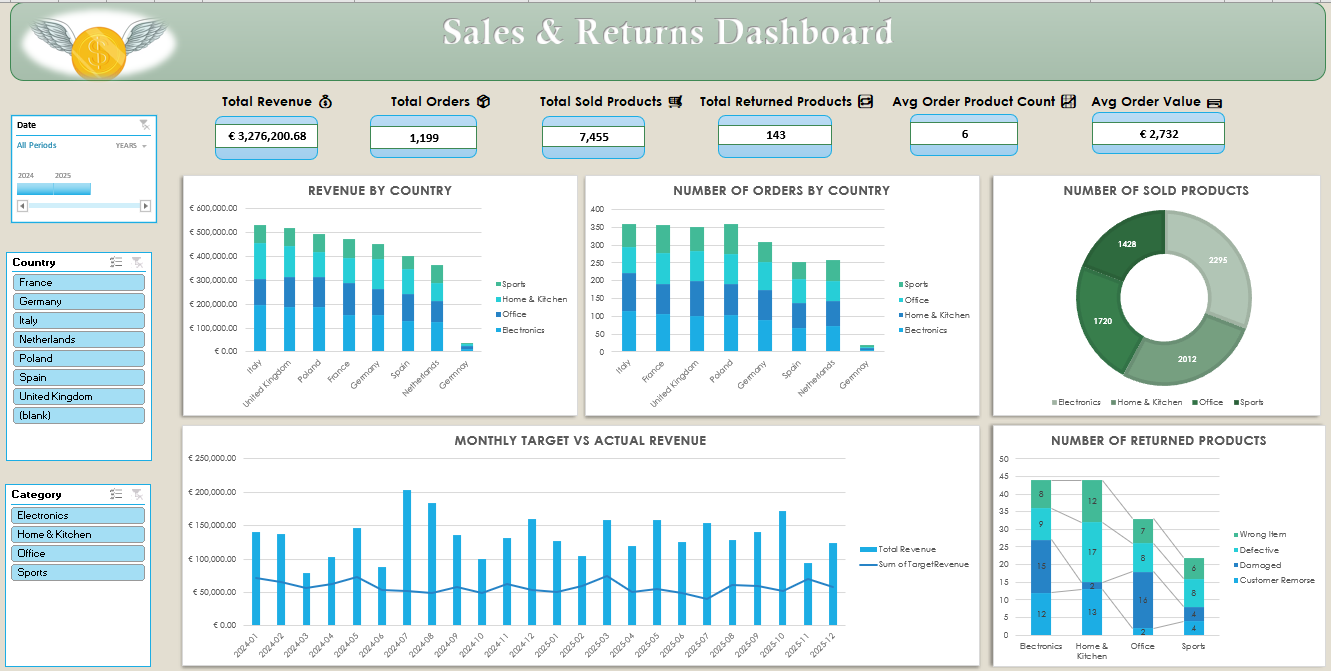 Sales & Returns Dashboard
$
Total Revenue
€ 3,276,200.68
Total Orders
1,199
Total Sold Products
7,455
Total Returned Products
143
Avg Order Product Count
6
Avg Order Value
€ 2,732
Date
All Periods
YEARS
2024 2025
Country
France
Germany
Italy
Netherlands
Poland
Spain
United Kingdom
(blank)
Category
Electronics
Home & Kitchen
Office
Sports
REVENUE BY COUNTRY
€ 600,000.00
€ 500,000.00
€ 400,000.00
€ 300,000.00
€ 200,000.00
€ 100,000.00
€ 0.00
Italy
United Kingdom
Poland
France
Germany
Spain
Netherlands
Germnay
Sports
Home & Kitchen
Office
Electronics
NUMBER OF ORDERS BY COUNTRY
400
350
300
250
200
150
100
50
0
Italy
France
United Kingdom
Poland
Germany
Spain
Netherlands
Germnay
Sports
Office
Home & Kitchen
Electronics
NUMBER OF SOLD PRODUCTS
1428
2295
1720
2012
Electronics Home & Kitchen Office Sports
MONTHLY TARGET VS ACTUAL REVENUE
€ 250,000.00
€ 200,000.00
€ 150,000.00
€ 100,000.00
€ 50,000.00
€ 0.00
2024-01
2024-02
2024-03
2024-04
2024-05
2024-06
2024-07
2024-08
2024-09
2024-10
2024-11
2024-12
2025-01
2025-02
2025-03
2025-04
2025-05
2025-06
2025-07
2025-08
2025-09
2025-10
2025-11
2025-12
Total Revenue
Sum of TargetRevenue
NUMBER OF RETURNED PRODUCTS
50
45
40
35
30
25
20
15
10
5
0
8
9
15
12
12
17
2
13
7
8
16
2
6
8
4
4
Electronics
Home & Kitchen
Office
Sports
Wrong Item
Defective
Damaged
Customer Remorse